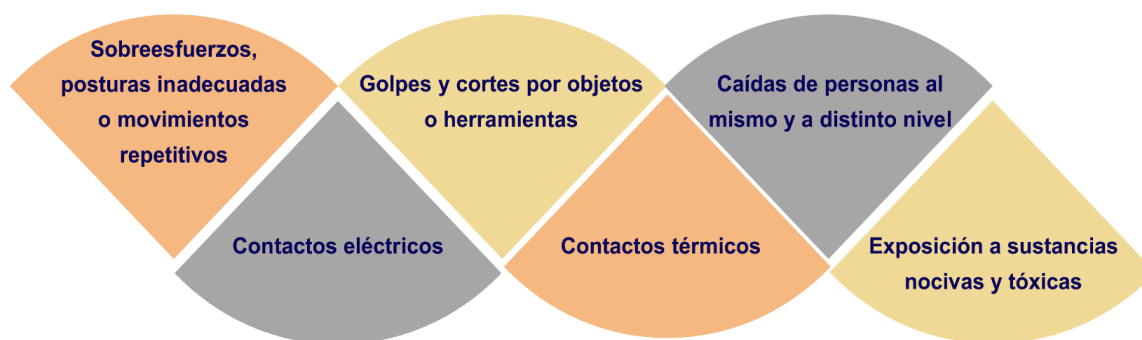 Sobreesfuerzos,
posturas inadecuadas
o movimientos
repetitivos
Golpes y cortes por objetos
o herramientas
Caídas de personas al
mismo y a distinto nivel
Contactos eléctricos
Contactos térmicos
Exposición a sustancias
nocivas y tóxicas